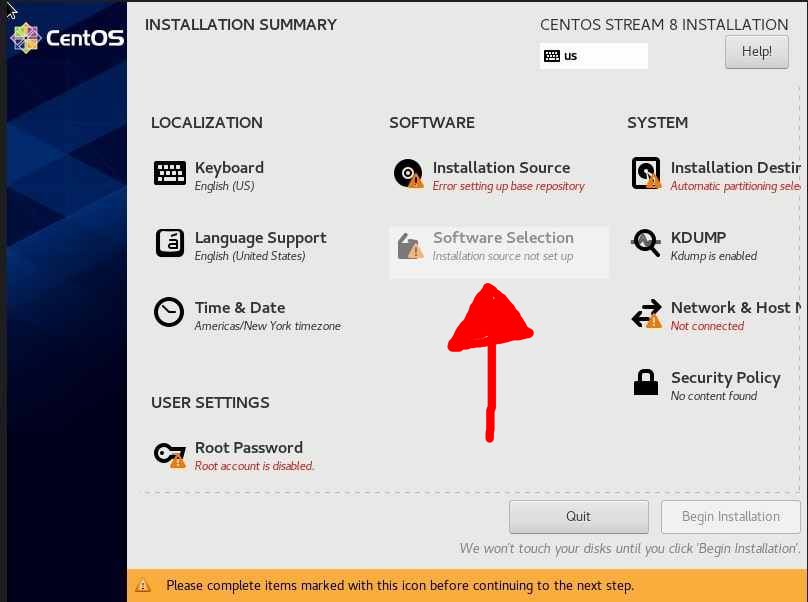 CentOS
INSTALLATION SUMMARY
CENTOS STREAM 8 INSTALLATION
us
Help!
LOCALIZATION
Keyboard
English (US)
Language Support
English (United States)
Time & Date
Americas/New York timezone
SOFTWARE
Installation Source
Error setting up base repository
Software Selection
Installation source not set up
SYSTEM
Installation Destin
Automatic partitioning sele
KDUMP
Kdump is enabled
Network & Host N
Not connected
Security Policy
No content found
USER SETTINGS
Root Password
Root account is disabled.
Quit
Begin Installation
We won't touch your disks until you click 'Begin Installation'.
Please complete items marked with this icon before continuing to the next step.